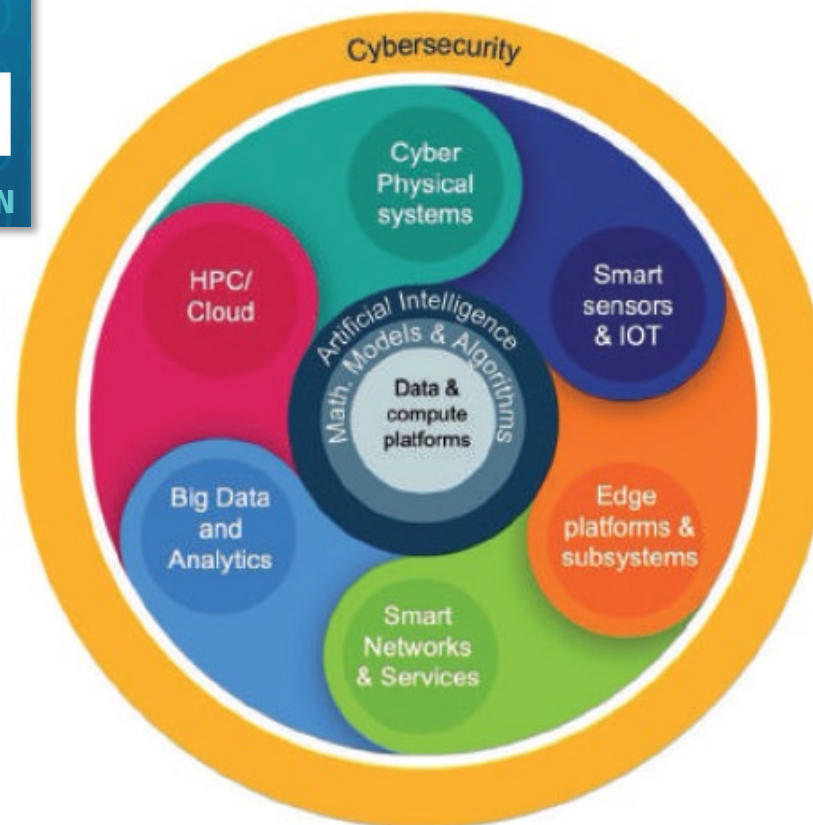 N
Cybersecurity
Cyber
Physical
systems
Smart
sensors
& IOT
Edge
platforms &
subsystems
Smart
Networks
& Services
Big Data
and
Analytics
HPC/
Cloud
Artificial Intelligence
Math. Models & Algorithms
Data &
compute
platforms